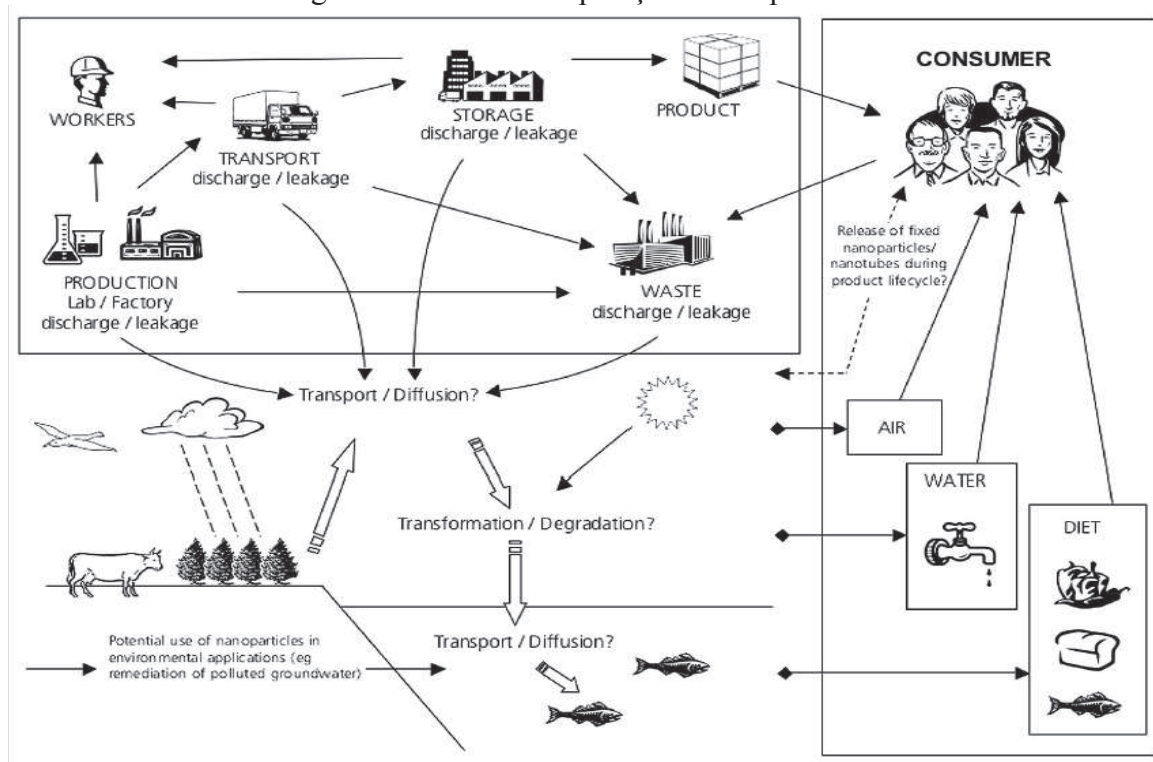 CONSUMER
WORKERS
STORAGE
discharge / leakage
PRODUCT
TRANSPORT
discharge / leakage
PRODUCTION
Lab / Factory
discharge / leakage
WASTE
discharge / leakage
Release of fixed
nanoparticles/
nanotubes during
product lifecycle?
Transport / Diffusion?
AIR
WATER
Transformation / Degradation?
DIET
Potential use of nanoparticles in
environmental applications (eg
remediation of polluted groundwater)
Transport / Diffusion?